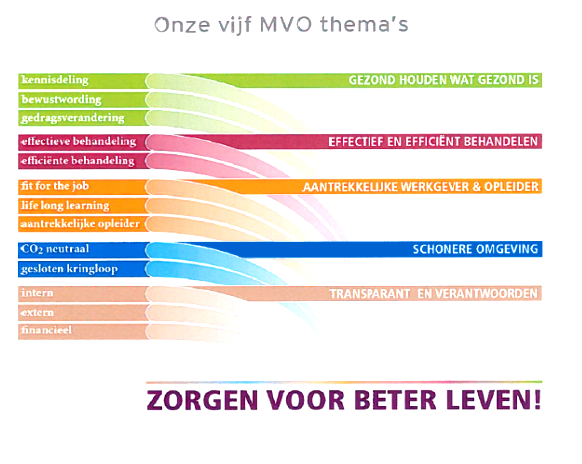 Onze vijf MVO thema's
kennisdeling GEZOND HOUDEN WAT GEZOND IS
bewustwording
gedragsverandering
effectieve behandeling EFFECTIEF EN EFFICIËNT BEHANDELEN
efficiënte behandeling
fit for the job AANTREKKELIJKE WERKGEVER & OPLEIDER
life long learning
aantrekkelijke opleider
CO₂ neutraal SCHONERE OMGEVING
gesloten kringloop
intern TRANSPARANT EN VERANTWOORDEN
extern
financieel
ZORGEN VOOR BETER LEVEN!